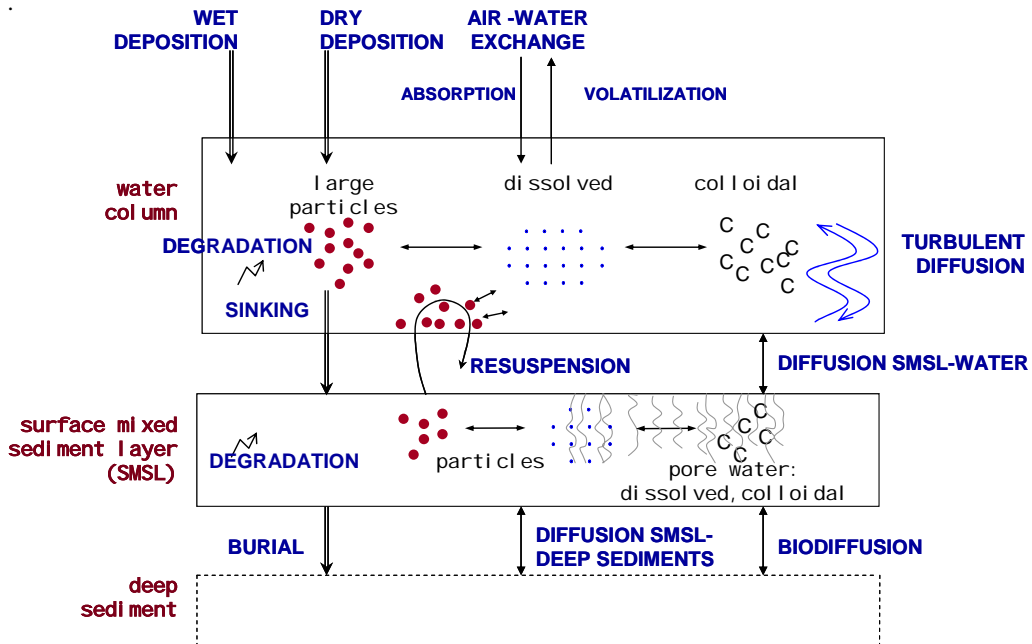 .
WET
DEPOSITION
DRY
DEPOSITION
AIR -WATER
EXCHANGE
ABSORPTION
VOLATILIZATION
water
column
large
particles
dissolved
colloidal
C
C
C
C
C
C
C
C
C
C
DEGRADATION
SINKING
TURBULENT
DIFFUSION
RESUSPENSION
DIFFUSION SMSL-WATER
surface mixed
sediment layer
(SMSL)
DEGRADATION
particles
C
C
C
C
C
C
pore water:
dissolved, colloidal
BURIAL
DIFFUSION SMSL-
DEEP SEDIMENTS
BIODIFFUSION
deep
sediment